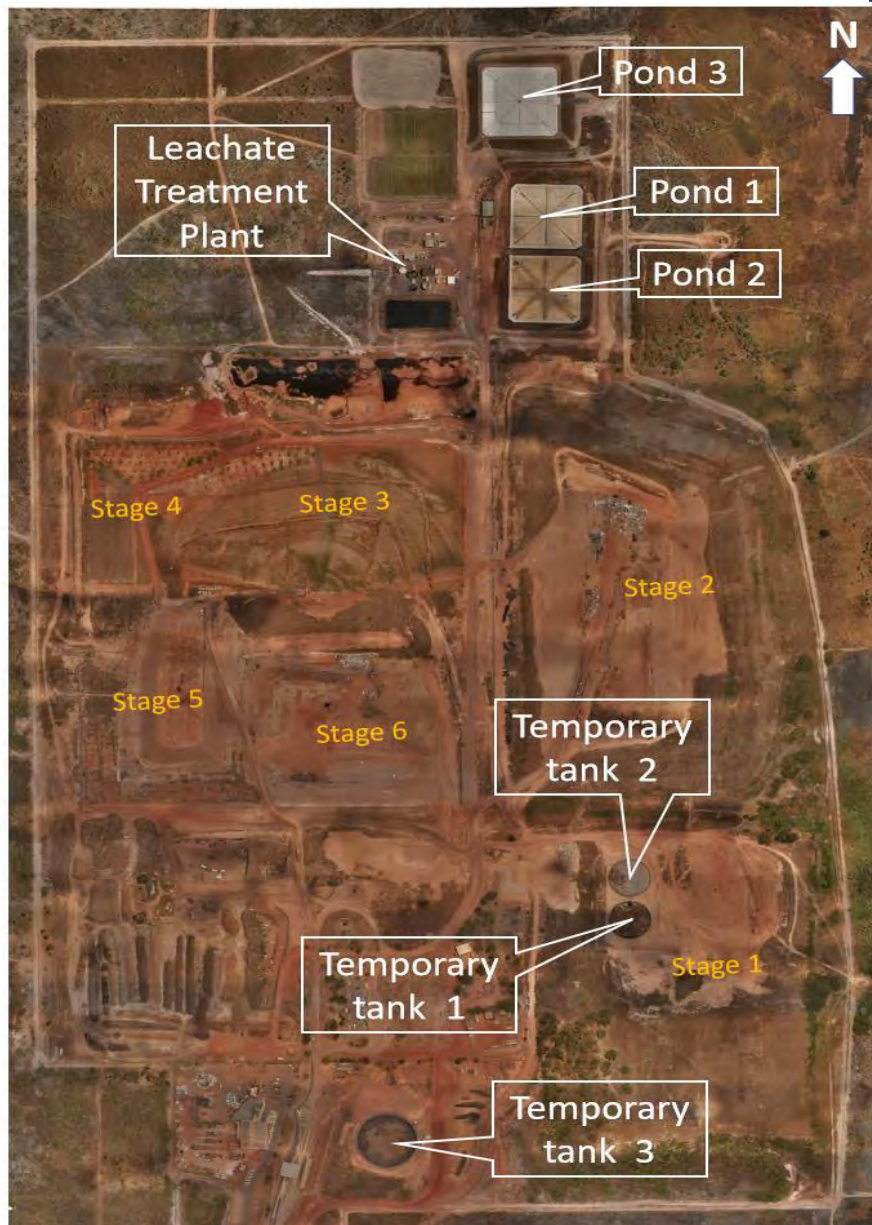 N
Pond 3
Leachate
Treatment
Plant
Pond 1
Pond 2
Stage 4
Stage 3
Stage 2
Stage 5
Stage 6
Temporary
tank 2
Temporary
tank 1
Stage 1
Temporary
tank 3